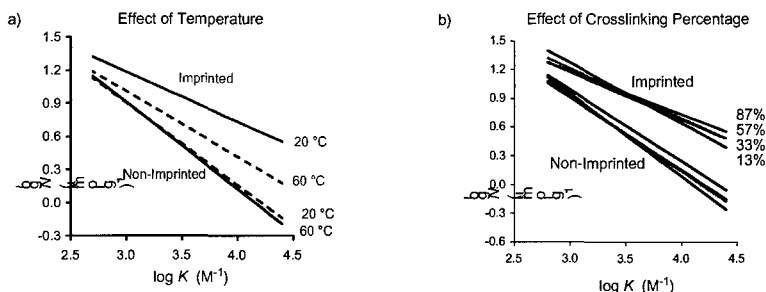 a)
Effect of Temperature
1.5
1.2
0.9
0.6
0.3
0.0
-0.3
Imprinted
20 °C
60 °C
Non-Imprinted
20 °C
60 °C
2.5 3.0 3.5 4.0 4.5
log K (M-1)
b)
Effect of Crosslinking Percentage
1.5
1.2
0.9
0.6
0.3
0.0
-0.3
-0.6
Imprinted
87%
57%
33%
13%
Non-Imprinted
2.5 3.0 3.5 4.0 4.5
log K (M-1)